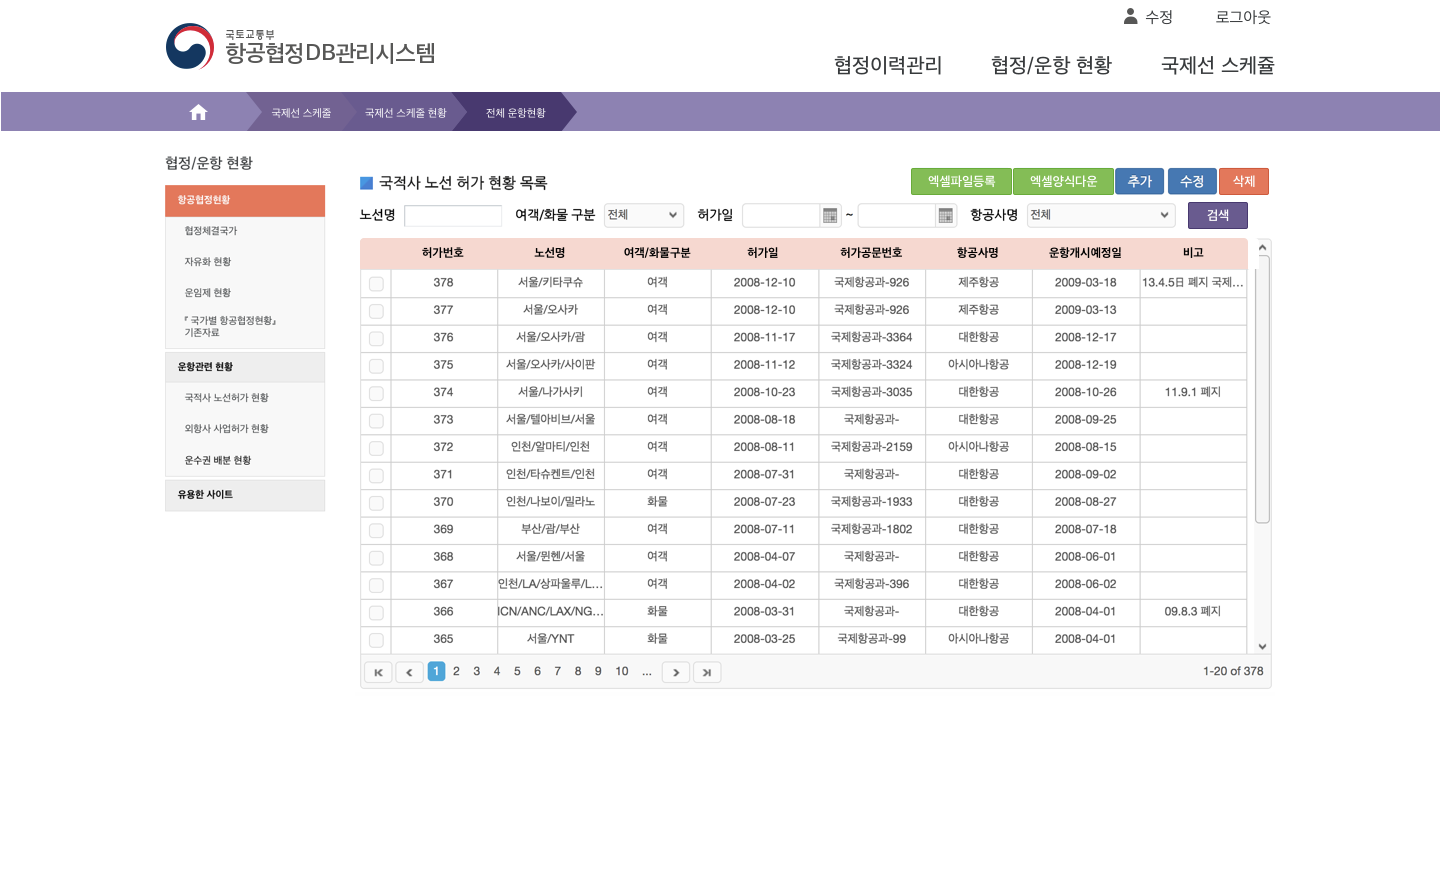 수정 로그아웃
국토교통부
항공협정DB관리시스템
협정이력관리 협정/운항 현황 국제선 스케줄
국제선 스케줄 국제선 스케줄 현황 전체 운항현황
협정/운항 현황
항공협정현황
협정체결국가
자유화 현황
운임제 현황
『 국가별 항공협정현황』
기존자료
운항관련 현황
국적사 노선허가 현황
외항사 사업허가 현황
운수권 배분 현황
유용한 사이트
국적사 노선 허가 현황 목록
엑셀파일등록 엑셀양식다운 추가 수정 삭제
노선명 여객/화물 구분 전체 허가일 ~ 항공사명 전체 검색
허가번호 노선명 여객/화물구분 허가일 허가공문번호 항공사명 운항개시예정일 비고
378 서울/키타큐슈 여객 2008-12-10 국제항공과-926 제주항공 2009-03-18 13.4.5日 폐지 국제...
377 서울/오사카 여객 2008-12-10 국제항공과-926 제주항공 2009-03-13
376 서울/오사카/괌 여객 2008-11-17 국제항공과-3364 대한항공 2008-12-17
375 서울/오사카/사이판 여객 2008-11-12 국제항공과-3324 아시아나항공 2008-12-19
374 서울/나가사키 여객 2008-10-23 국제항공과-3035 대한항공 2008-10-26 11.9.1 폐지
373 서울/텔아비브/서울 여객 2008-08-18 국제항공과- 대한항공 2008-09-25
372 인천/알마티/인천 여객 2008-08-11 국제항공과-2159 아시아나항공 2008-08-15
371 인천/타슈켄트/인천 여객 2008-07-31 국제항공과- 대한항공 2008-09-02
370 인천/나보이/밀라노 화물 2008-07-23 국제항공과-1933 대한항공 2008-08-27
369 부산/괌/부산 여객 2008-07-11 국제항공과-1802 대한항공 2008-07-18
368 서울/뮌헨/서울 여객 2008-04-07 국제항공과- 대한항공 2008-06-01
367 인천/LA/상파울루/L... 여객 2008-04-02 국제항공과-396 대한항공 2008-06-02
366 ICN/ANC/LAX/NG... 화물 2008-03-31 국제항공과- 대한항공 2008-04-01 09.8.3 폐지
365 서울/YNT 화물 2008-03-25 국제항공과-99 아시아나항공 2008-04-01
1 2 3 4 5 6 7 8 9 10 ... 1-20 of 378